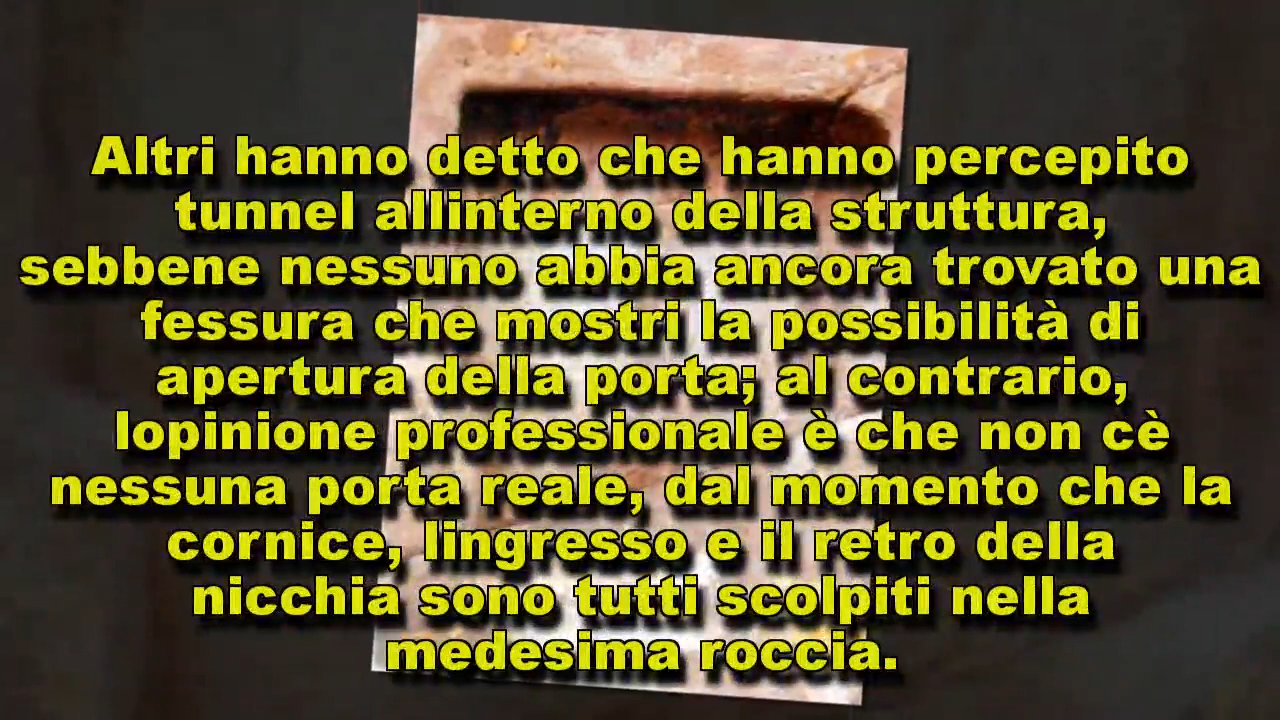 Altri hanno detto che hanno percepito
tunnel allinterno della struttura,
sebbene nessuno abbia ancora trovato una
fessura che mostri la possibilità di
apertura della porta; al contrario,
lopinione professionale è che non cè
nessuna porta reale, dal momento che la
cornice, lingresso e il retro della
nicchia sono tutti scolpiti nella
medesima roccia.